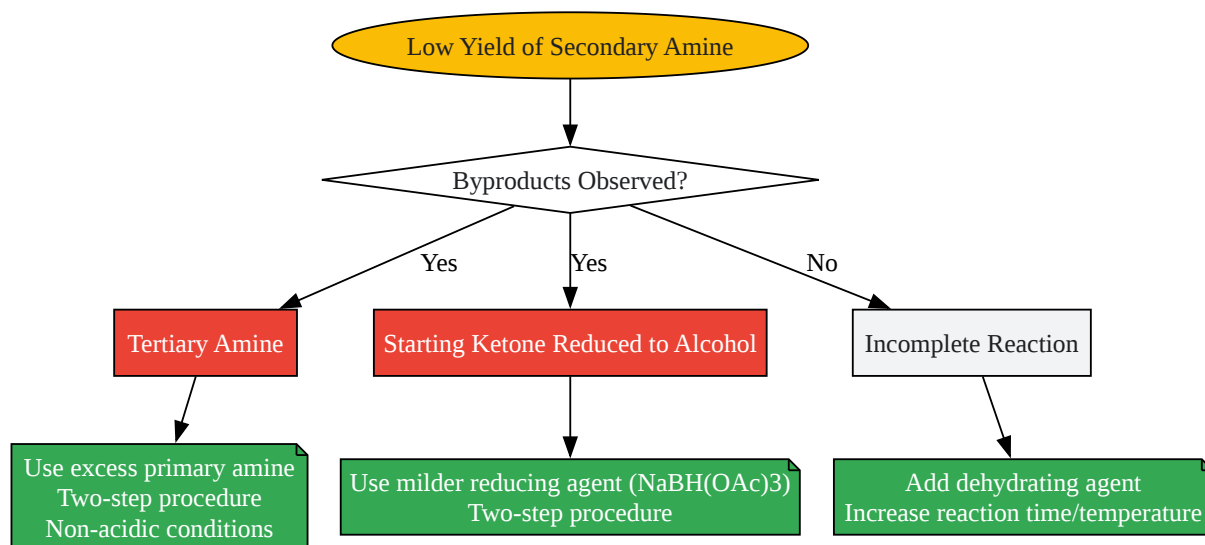 Low Yield of Secondary Amine
Byproducts Observed?
Yes
Yes
No
Tertiary Amine
Starting Ketone Reduced to Alcohol
Incomplete Reaction
Use excess primary amine
Two-step procedure
Non-acidic conditions
Use milder reducing agent (NaBH(OAc)3)
Two-step procedure
Add dehydrating agent
Increase reaction time/temperature